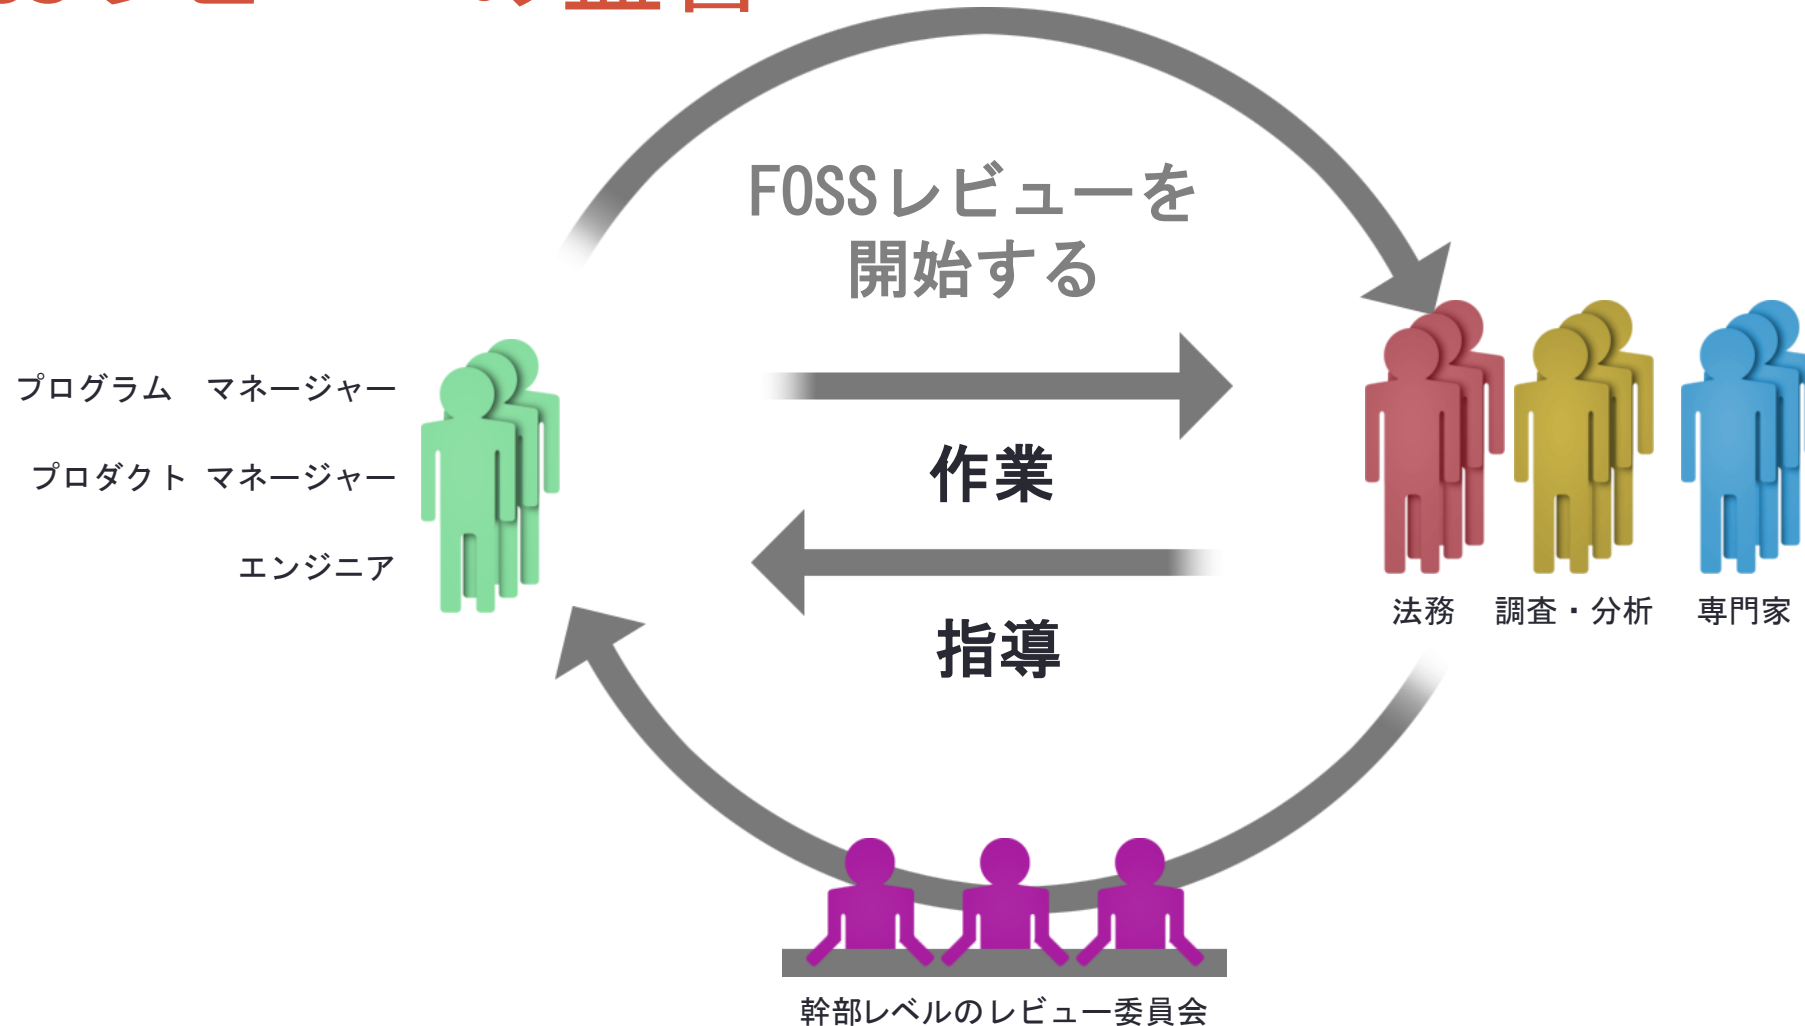 FOSSレビューを
開始する
プログラム マネージャー
プロダクト マネージャー
エンジニア
作業
指導
法務 調査・分析 専門家
幹部レベルのレビュー委員会